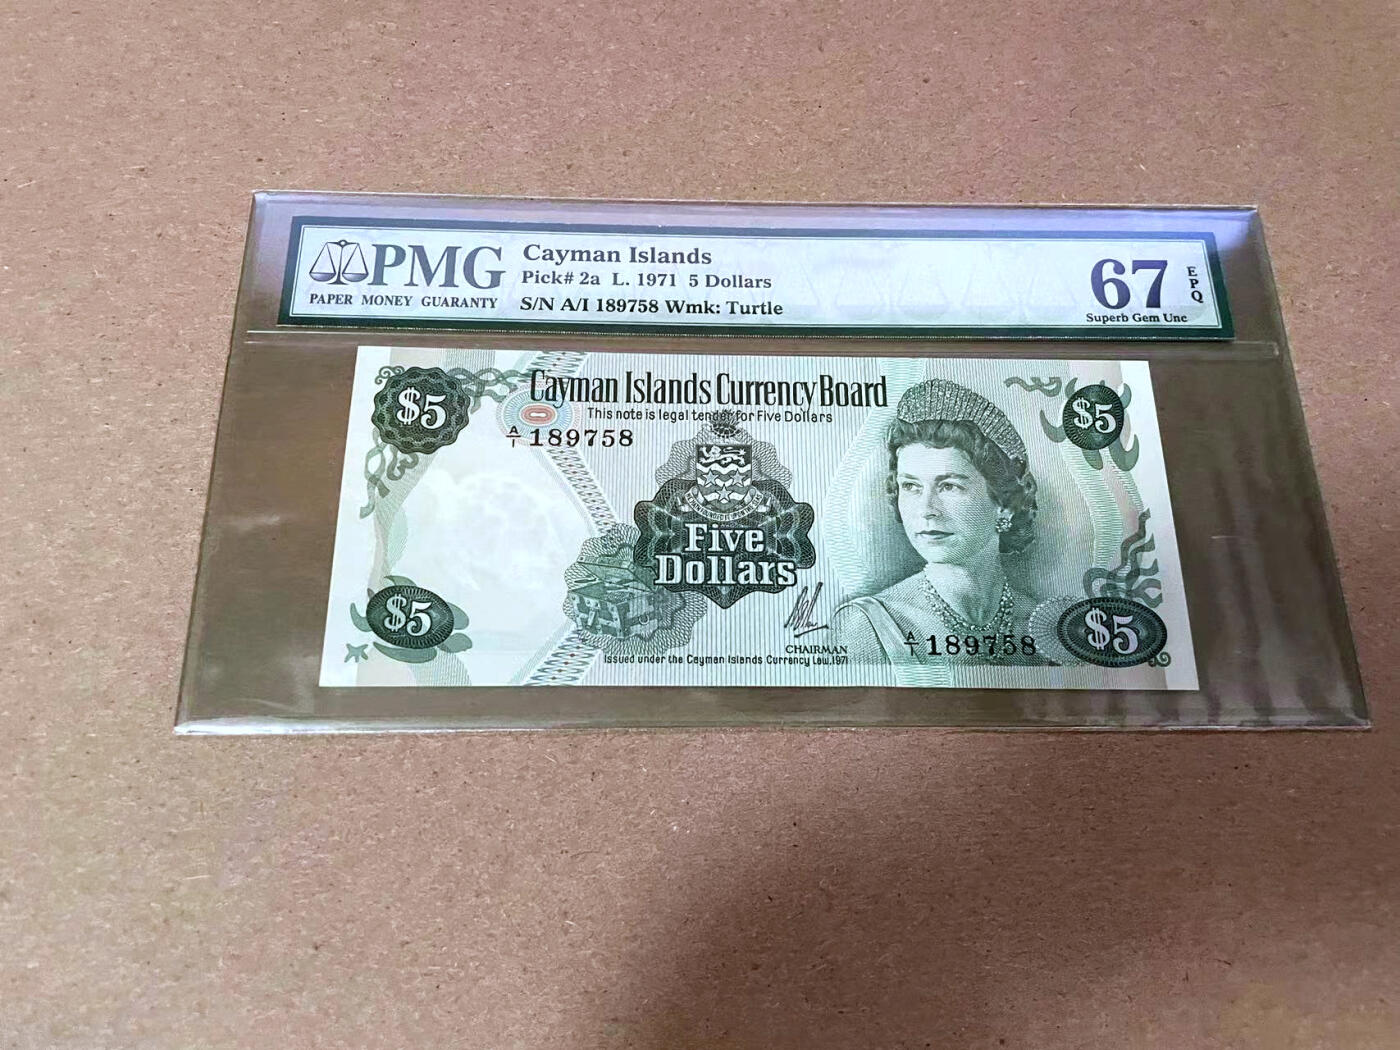 PMG
PAPER MONEY GUARANTY
Cayman Islands
Pick# 2a L. 1971 5 Dollars
S/N A/I 189758 Wmk: Turtle
67
EPQ
Superb Gem Unc
$5
Cayman Islands Currency Board
This note is legal tender for Five Dollars
$5
A/1 189758
Five
Dollars
$5
CHAIRMAN
A/1 189758
$5
Issued under the Cayman Islands Currency Law, 1971